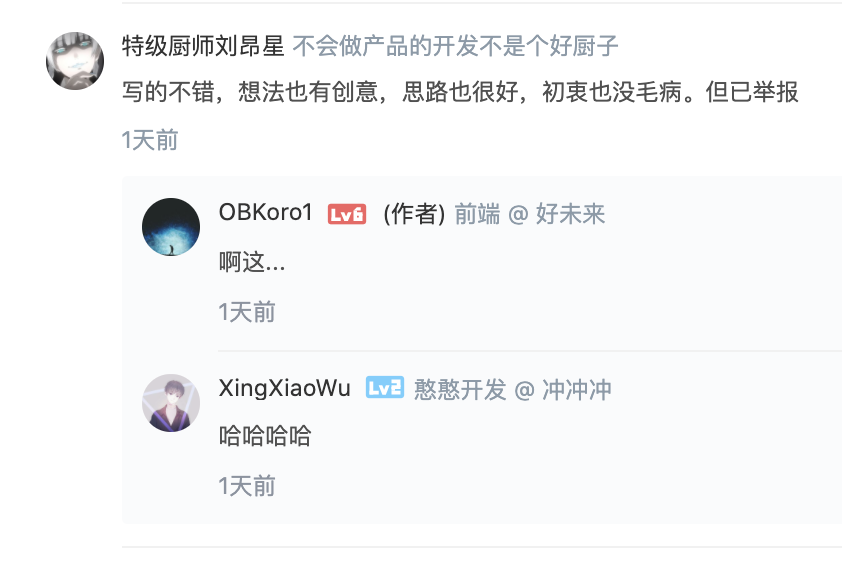 特级厨师刘昂星 不会做产品的开发不是个好厨子
写的不错，想法也有创意，思路也很好，初衷也没毛病。但已举报
1天前
OBKoro1 Lv6 (作者) 前端 @ 好未来
啊这...
1天前
XingXiaoWu Lv2 憨憨开发 @ 冲冲冲
哈哈哈哈
1天前